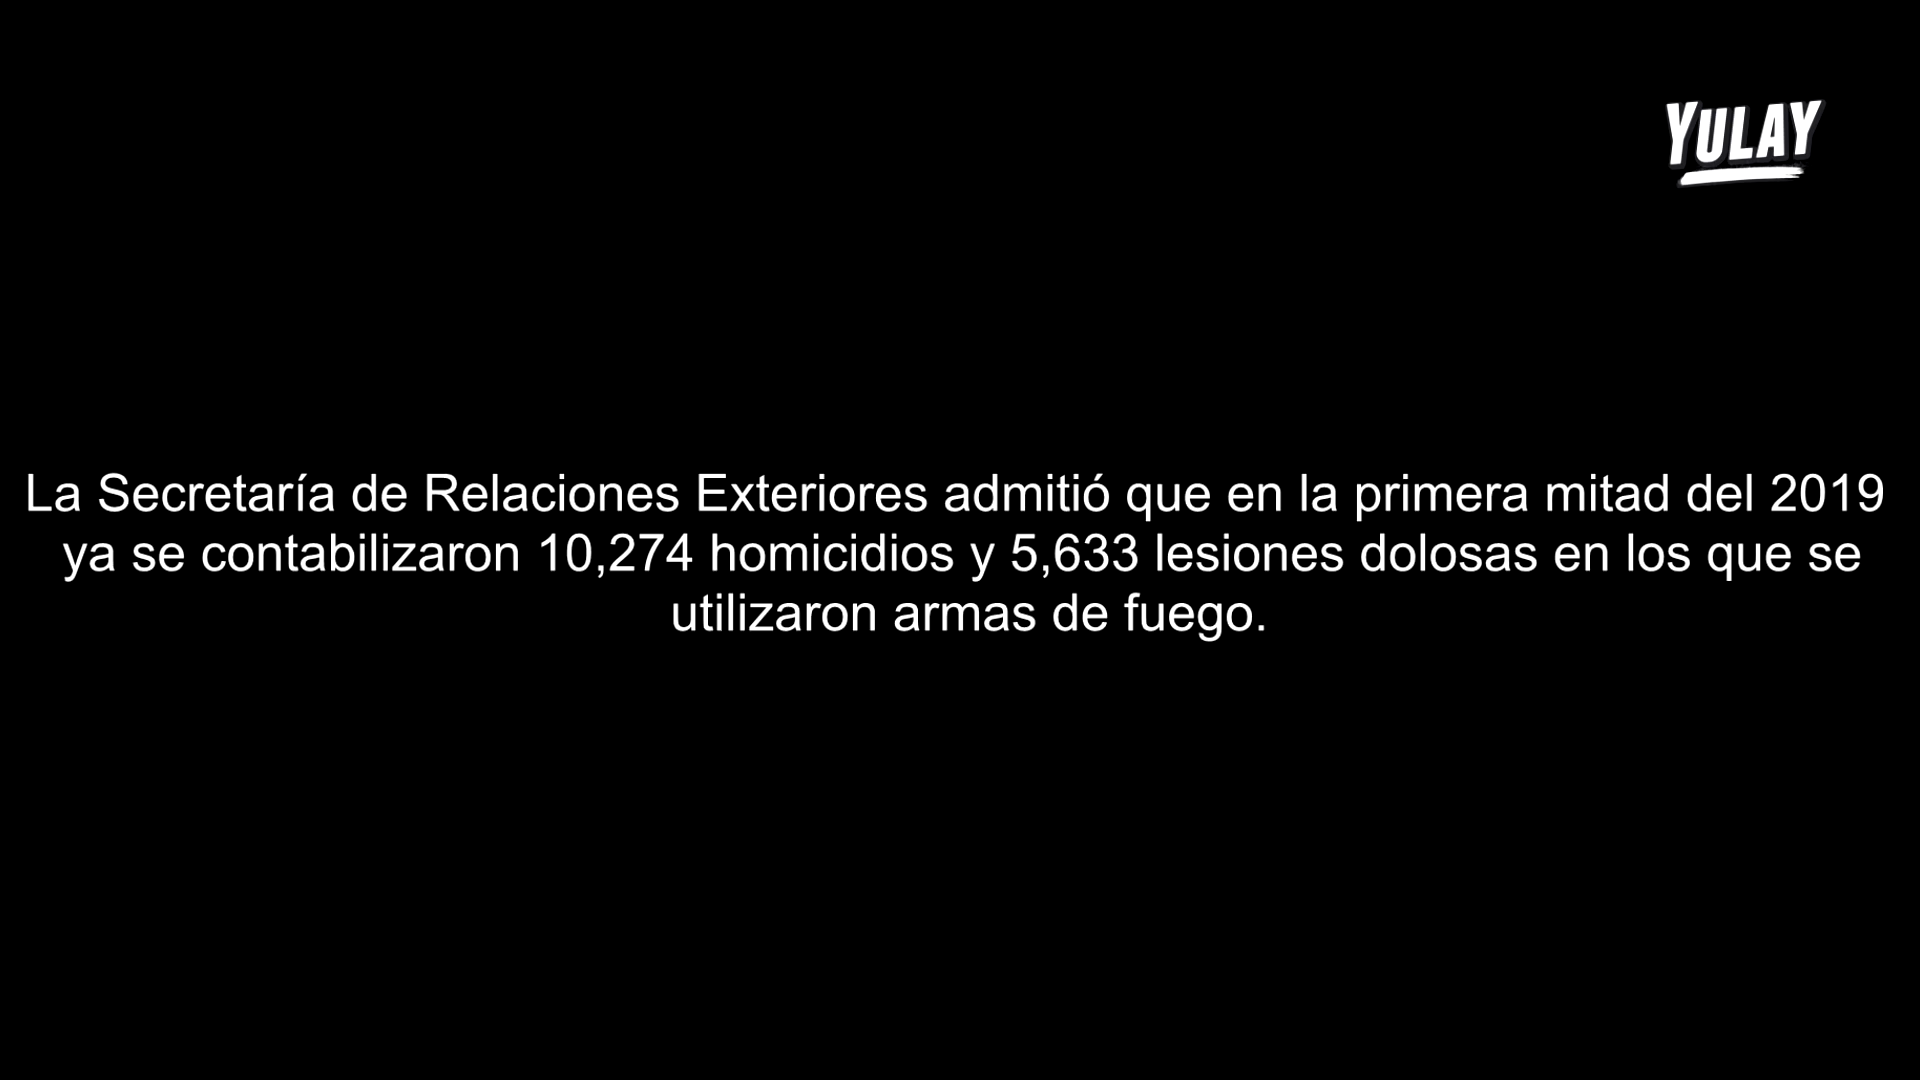 YULAY
La Secretaría de Relaciones Exteriores admitió que en la primera mitad del 2019
ya se contabilizaron 10,274 homicidios y 5,633 lesiones dolosas en los que se
utilizaron armas de fuego.